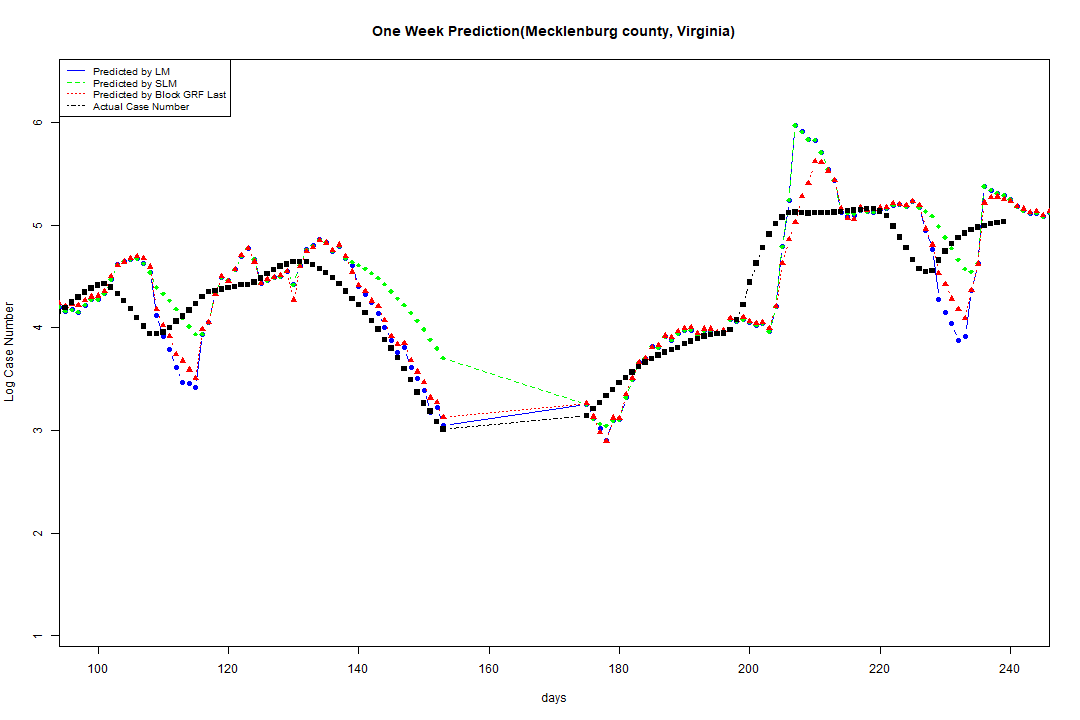 One Week Prediction(Mecklenburg county, Virginia)
Predicted by LM
Predicted by SLM
Predicted by Block GRF Last
Actual Case Number
6
5
4
3
2
1
Log Case Number
100 120 140 160 180 200 220 240
days